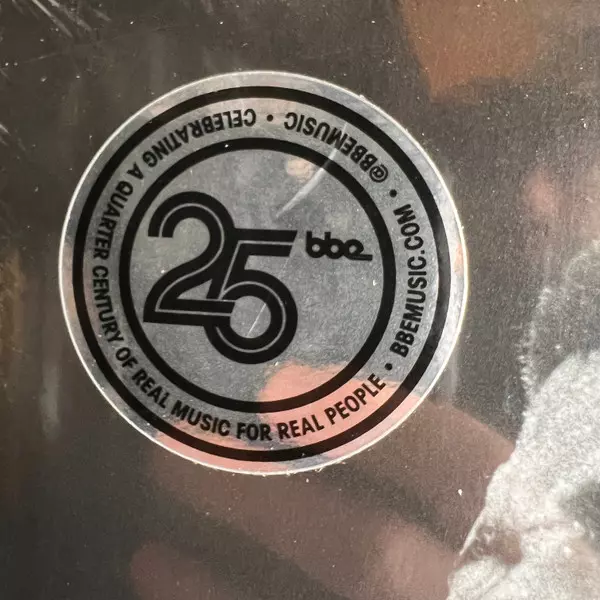 CELEBRATING A QUARTER CENTURY OF REAL MUSIC FOR REAL PEOPLE • BBEMUSIC.COM • @BBEMUSIC •
25 bbe